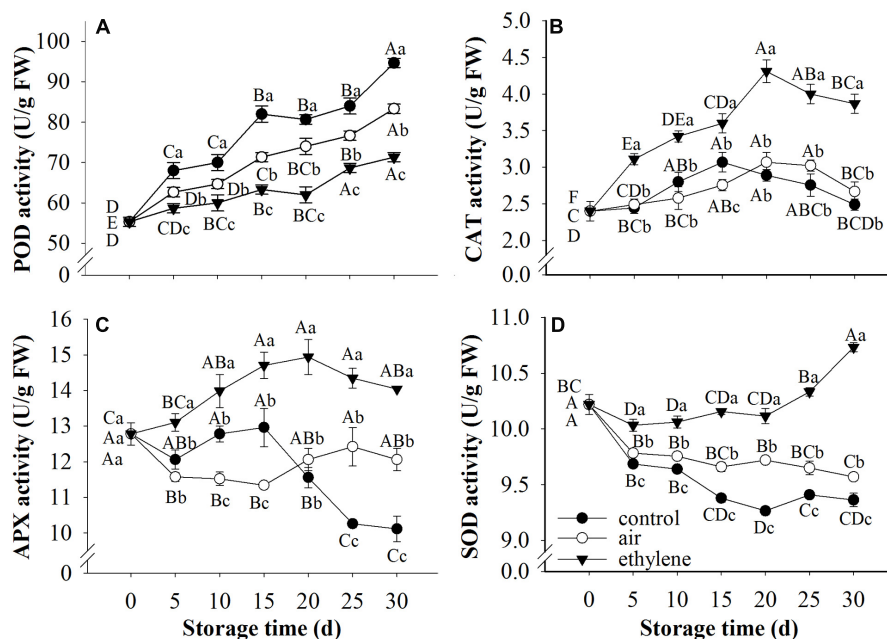 A
POD activity (U/g FW)
100
90
80
70
60
50
0
D
E
D
Ca
Ca
Ba
Ba
Ba
Aa
Db
Db
Cb
BCb
Bb
Ab
CDc
BCc
Bc
BCc
Ac
Ac
B
CAT activity (U/g FW)
5.0
4.5
4.0
3.5
3.0
2.5
2.0
0.0
F
C
D
Ea
DEa
CDa
Aa
ABa
BCa
CDb
ABb
Ab
Ab
Ab
BCb
BCb
BCb
ABc
Ab
ABCb
BCDb
C
APX activity (U/g FW)
16
15
14
13
12
11
10
0
Ca
Aa
Aa
BCa
ABa
Aa
Aa
Aa
ABa
ABb
Ab
Ab
ABb
Ab
ABb
Bb
Bc
Bc
Bb
Cc
Cc
0 5 10 15 20 25 30
Storage time (d)
D
SOD activity (U/g FW)
11.0
10.5
10.0
9.5
9.0
0.0
BC
A
A
Da
Da
CDa
CDa
Ba
Aa
Bb
Bb
BCb
Bb
BCb
Cb
Bc
Bc
CDc
Dc
Cc
CDc
control
air
ethylene
0 5 10 15 20 25 30
Storage time (d)